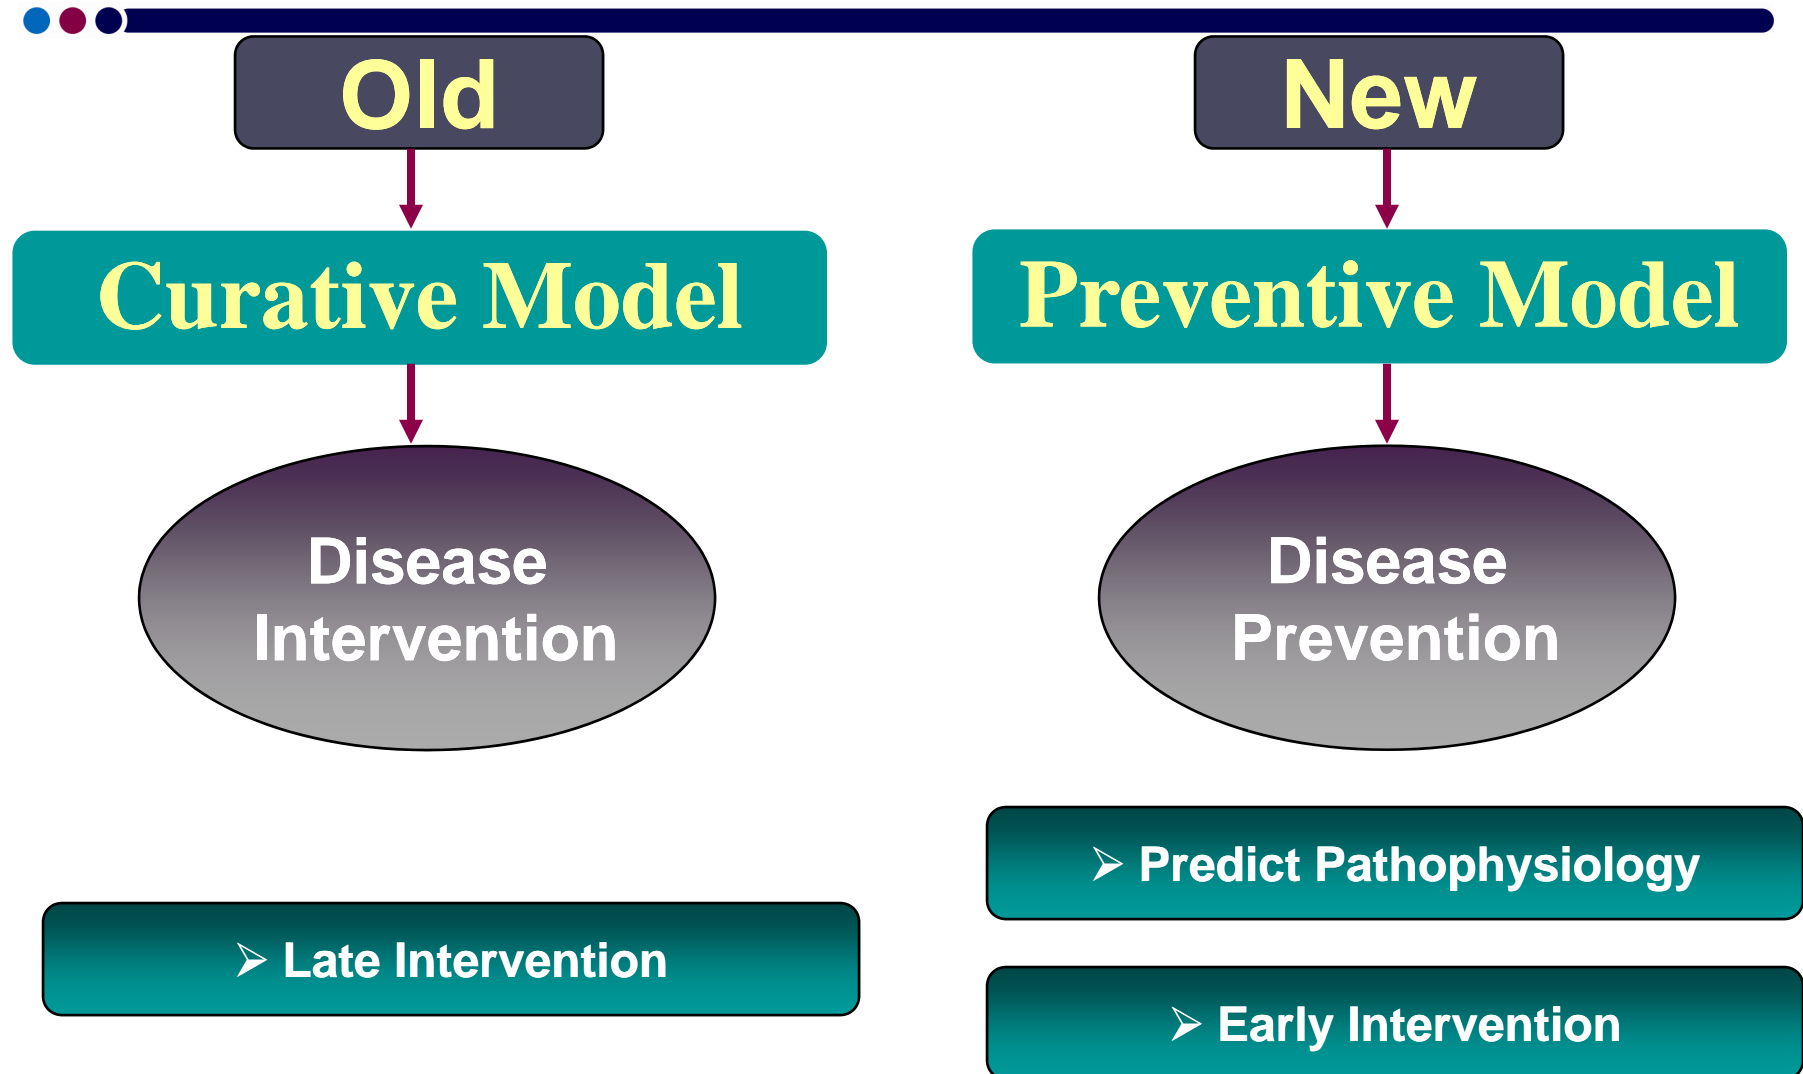 Old
Curative Model
Disease
Intervention
➢ Late Intervention
New
Preventive Model
Disease
Prevention
➢ Predict Pathophysiology
➢ Early Intervention